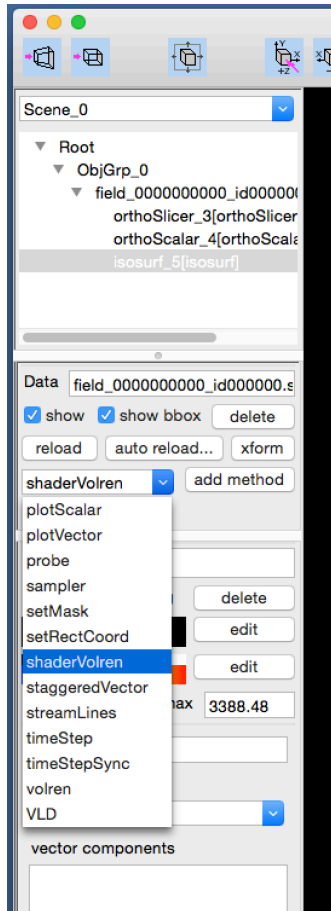 Y
X
+Z
X
Scene_0
Root
ObjGrp_0
field_0000000000_id00000
orthoSlicer_3[orthoSlicer
orthoScalar_4[orthoScala
isosurf_5[isosurf]
Data field_0000000000_id000000.s
show show bbox delete
reload auto reload... xform
shaderVolren add method
plotScalar
plotVector
probe
sampler delete
setMask
setRectCoord edit
shaderVolren edit
staggeredVector
streamLines ax 3388.48
timeStep
timeStepSync
volren
VLD
vector components